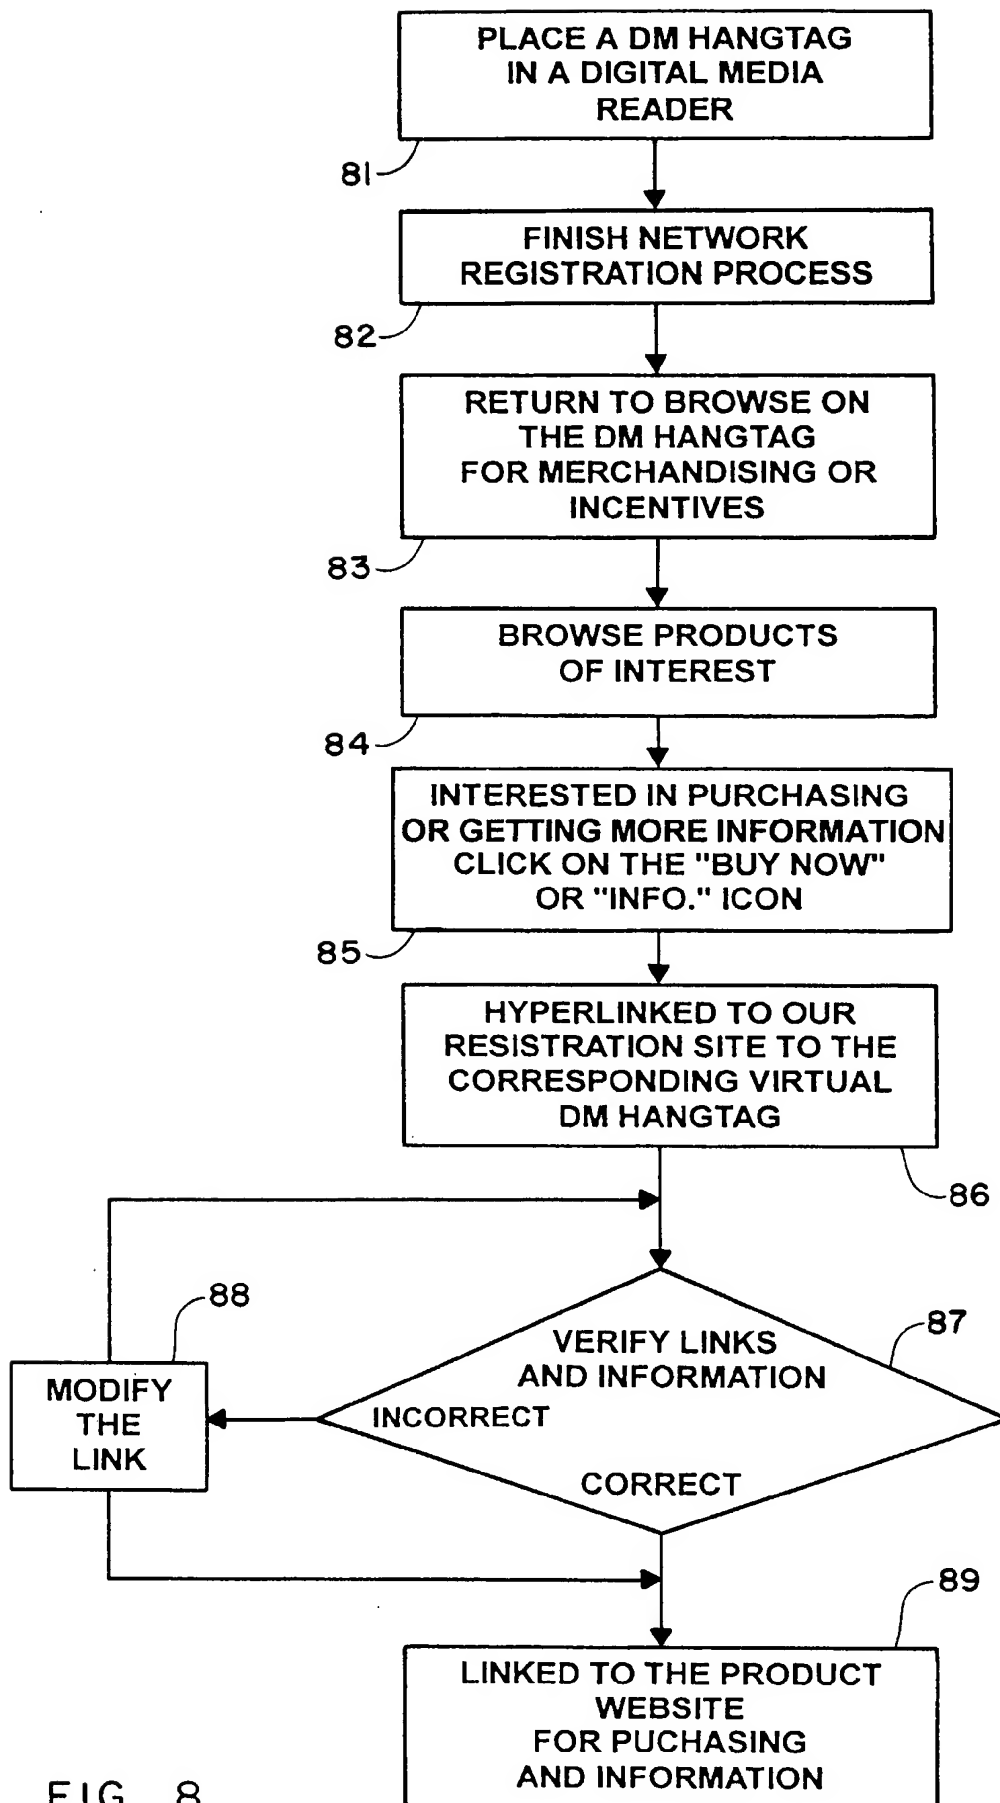 PLACE A DM HANGTAG
IN A DIGITAL MEDIA
READER
81
FINISH NETWORK
REGISTRATION PROCESS
82
RETURN TO BROWSE ON
THE DM HANGTAG
FOR MERCHANDISING OR
INCENTIVES
83
BROWSE PRODUCTS
OF INTEREST
84
INTERESTED IN PURCHASING
OR GETTING MORE INFORMATION
CLICK ON THE "BUY NOW"
OR "INFO." ICON
85
HYPERLINKED TO OUR
RESISTRATION SITE TO THE
CORRESPONDING VIRTUAL
DM HANGTAG
86
88
MODIFY
THE
LINK
87
VERIFY LINKS
AND INFORMATION
INCORRECT
CORRECT
89
LINKED TO THE PRODUCT
WEBSITE
FOR PUCHASING
AND INFORMATION
FIG. 8